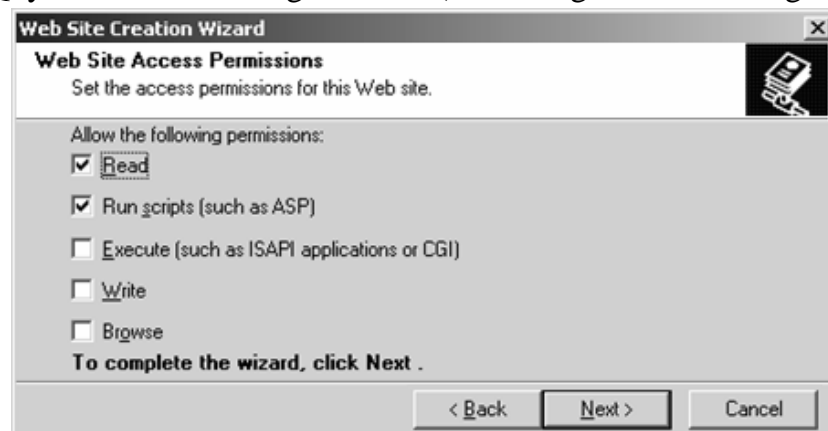 Web Site Creation Wizard
Web Site Access Permissions
Set the access permissions for this Web site.
Allow the following permissions:
Read
Run scripts (such as ASP)
Execute (such as ISAPI applications or CGI)
Write
Browse
To complete the wizard, click Next .
< Back Next > Cancel